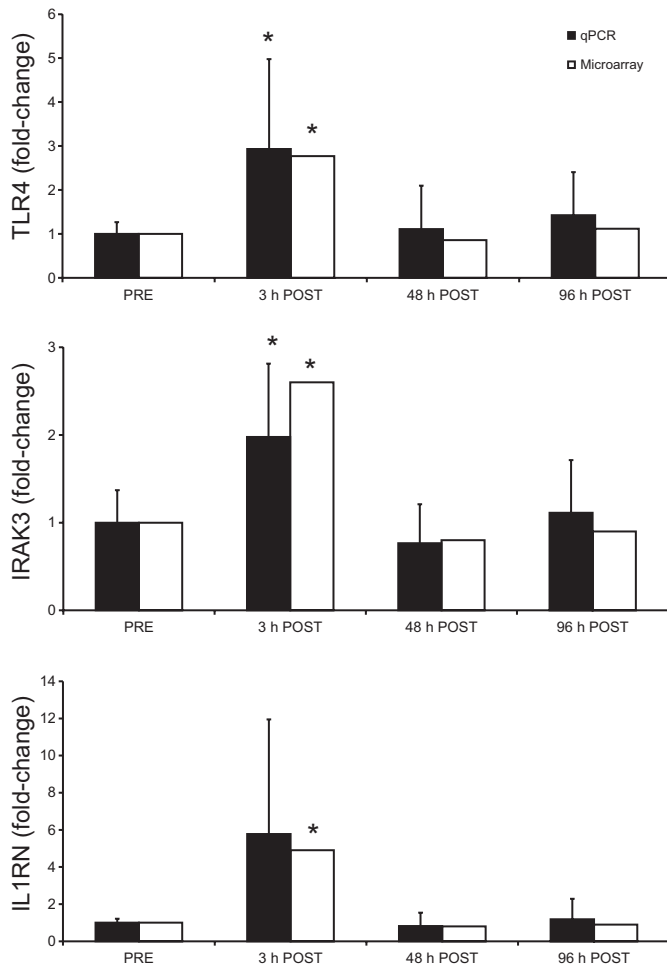 6
5
4
3
2
1
0
TLR4 (fold-change)
* *
qPCR
Microarray
PRE 3 h POST 48 h POST 96 h POST
3
2
1
0
IRAK3 (fold-change)
* *
PRE 3 h POST 48 h POST 96 h POST
14
12
10
8
6
4
2
0
IL1RN (fold-change)
*
PRE 3 h POST 48 h POST 96 h POST